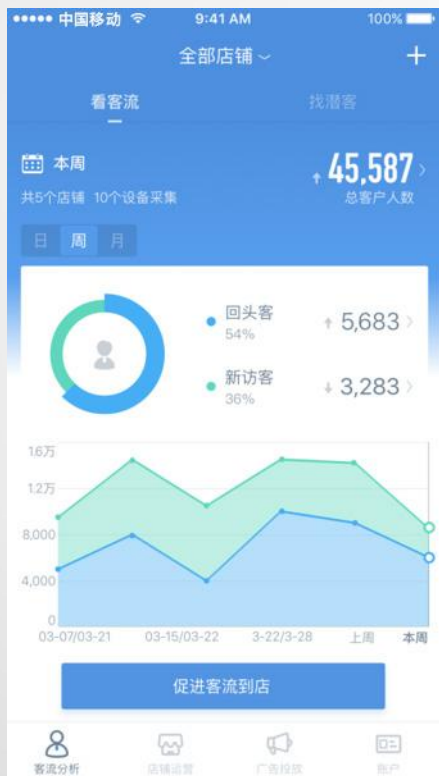 中国移动 9:41 AM 100%
全部店铺
看客流 找潜客
本周 45,587
共5个店铺 10个设备采集 总客户人数
日 周 月
回头客 5,683
54%
新访客 3,283
36%
1.6万
1.2万
8,000
4,000
0
03-07/03-21 03-15/03-22 3-22/3-28 上周 本周
促进客流到店
客流分析 店铺运营 广告投放 账户